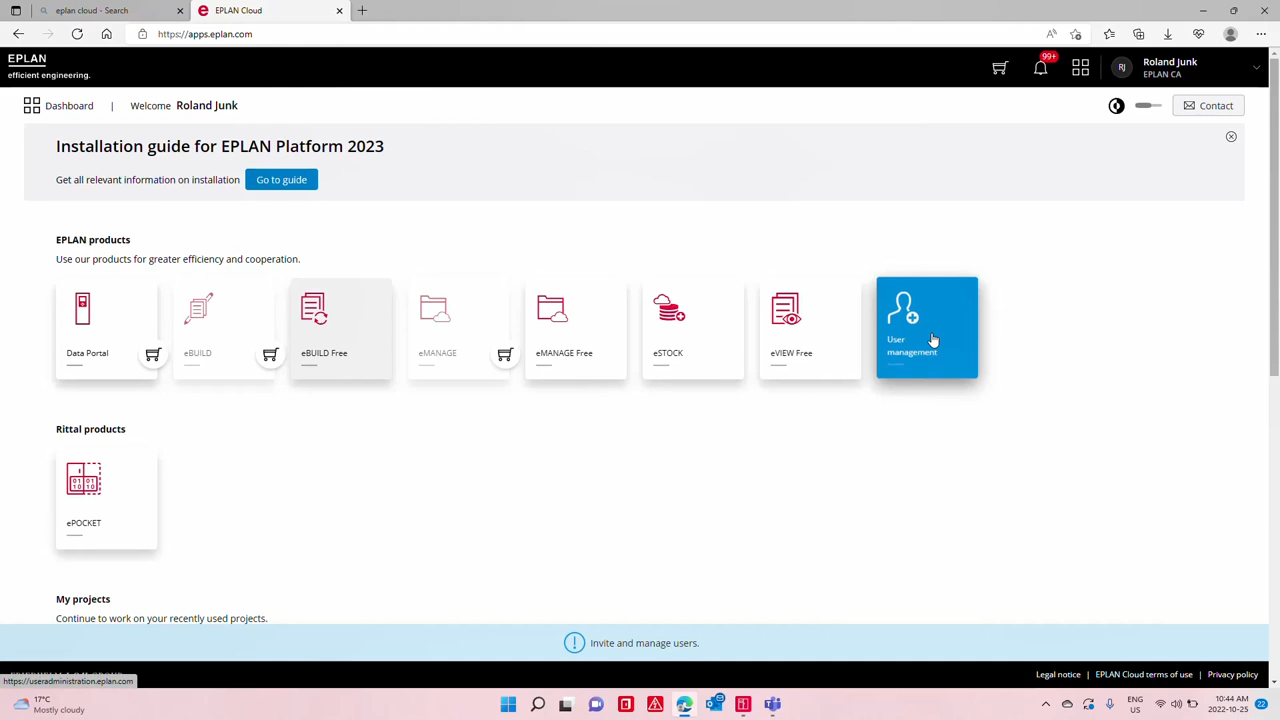 eplan cloud - Search
EPLAN Cloud
https://apps.eplan.com
EPLAN
efficient engineering.
99+
RJ
Roland Junk
EPLAN CA
Dashboard | Welcome Roland Junk
Contact
Installation guide for EPLAN Platform 2023
Get all relevant information on installation
Go to guide
EPLAN products
Use our products for greater efficiency and cooperation.
Data Portal
eBUILD
eBUILD Free
eMANAGE
eMANAGE Free
eSTOCK
eVIEW Free
User
management
Rittal products
ePOCKET
My projects
Continue to work on your recently used projects.
Invite and manage users.
Legal notice | EPLAN Cloud terms of use | Privacy policy
https://useradministration.eplan.com
17°C
Mostly cloudy
ENG
US
10:44 AM
2022-10-25
22